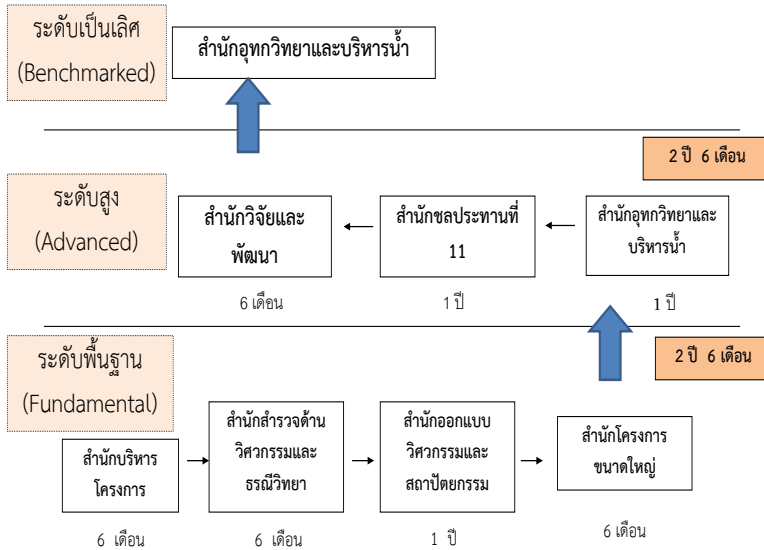 ระดับเป็นเลิศ
(Benchmarked)
สำนักอุทกวิทยาและบริหารน้ำ
2 ปี 6 เดือน
ระดับสูง
(Advanced)
สำนักวิจัยและ
พัฒนา
6 เดือน
สำนักชลประทานที่
11
1 ปี
สำนักอุทกวิทยาและ
บริหารน้ำ
1 ปี
ระดับพื้นฐาน
(Fundamental)
2 ปี 6 เดือน
สำนักบริหาร
โครงการ
6 เดือน
สำนักสำรวจด้าน
วิศวกรรมและ
ธรณีวิทยา
6 เดือน
สำนักออกแบบ
วิศวกรรมและ
สถาปัตยกรรม
1 ปี
สำนักโครงการ
ขนาดใหญ่
6 เดือน